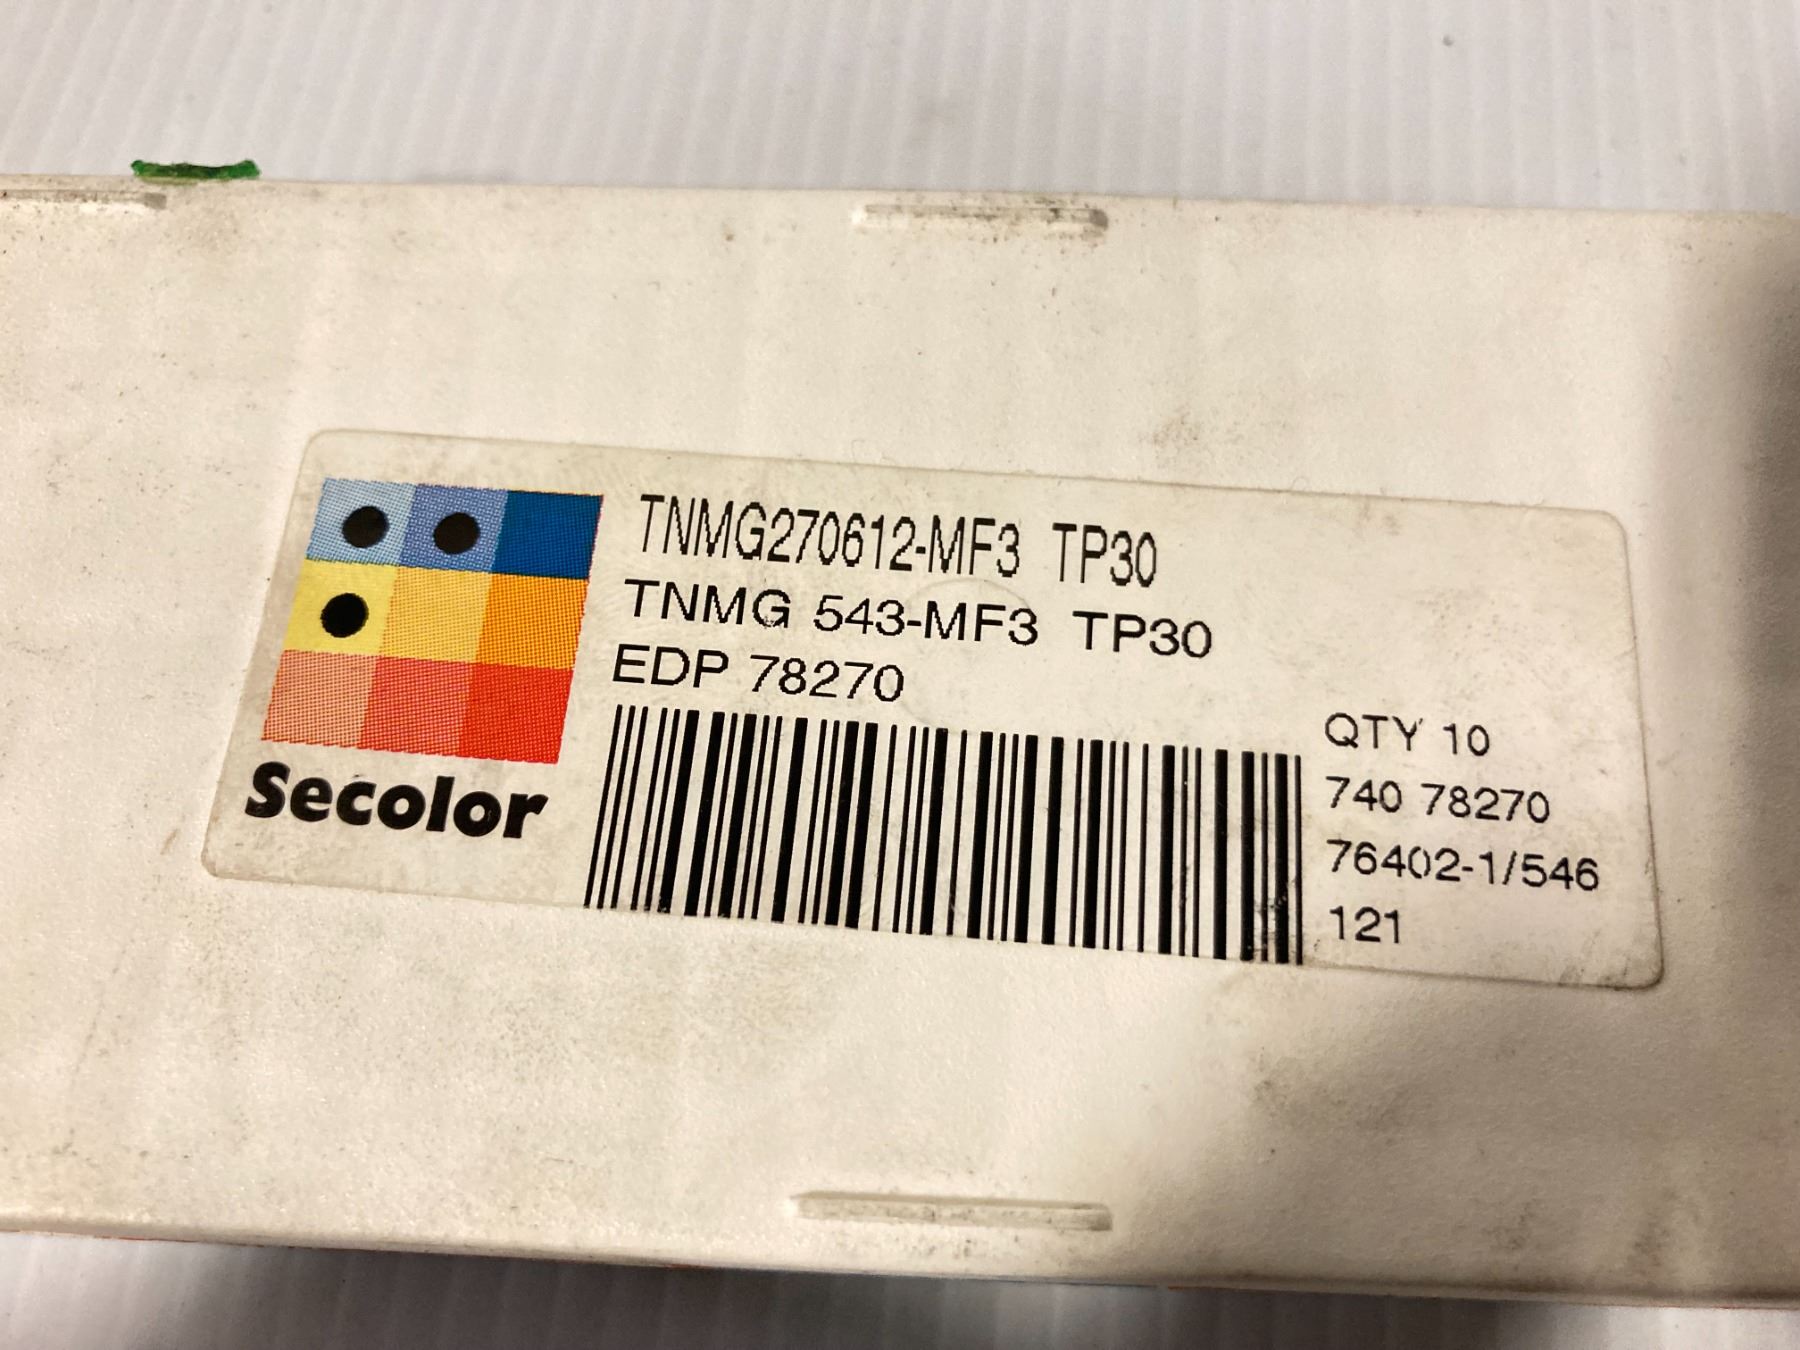 TNMG270612-MF3 TP30
TNMG 543-MF3 TP30
EDP 78270
Secolor
QTY 10
740 78270
76402-1/546
121